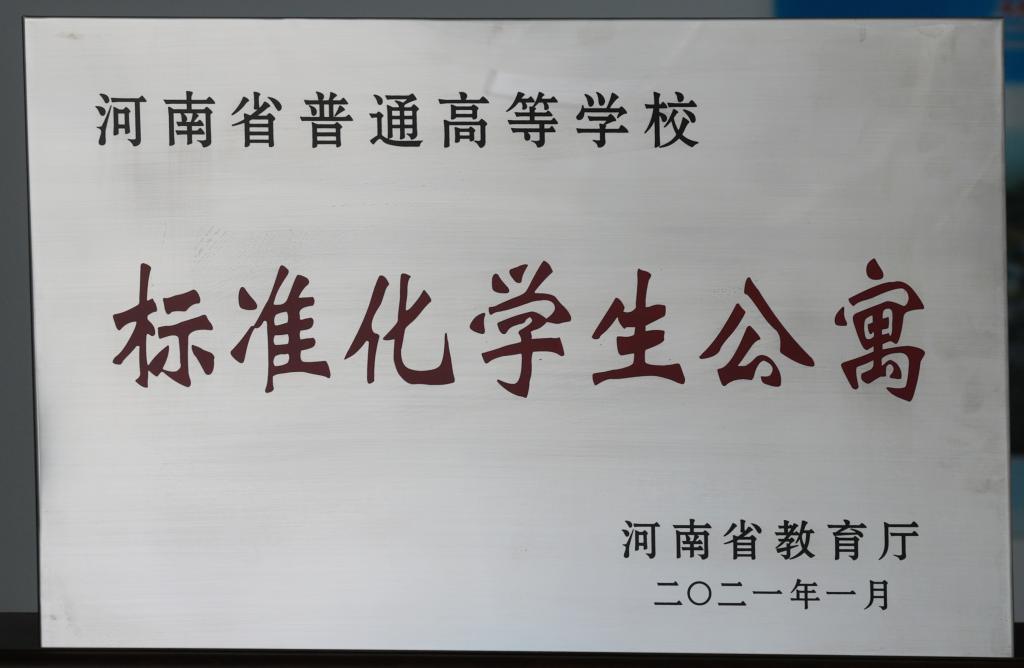 河南省普通高等学校
标准化学生公寓
河南省教育厅
二〇二一年一月